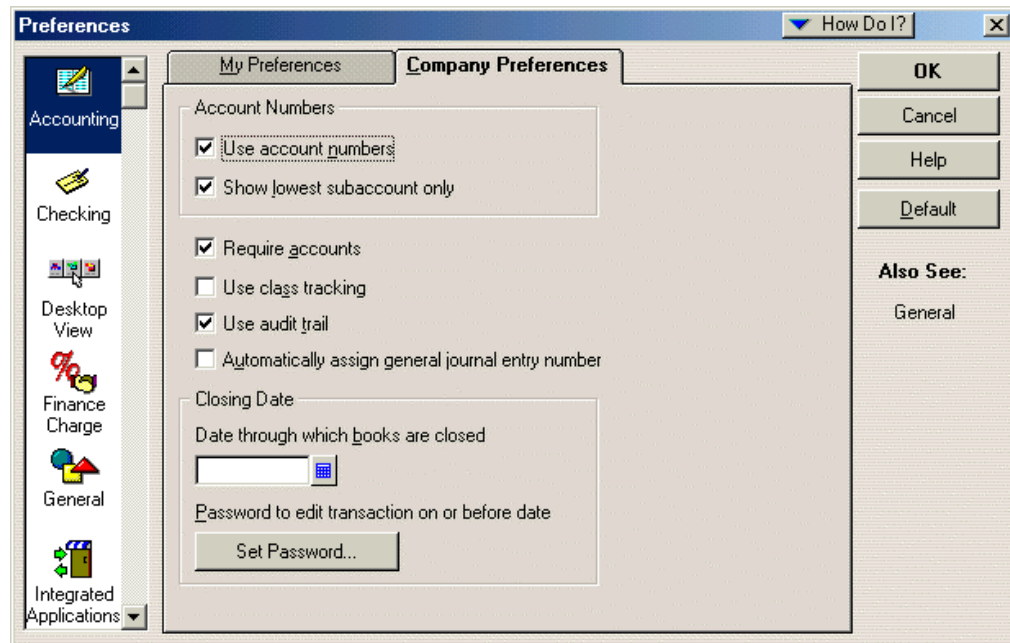 Preferences
How Do I?
Accounting
Checking
Desktop
View
Finance
Charge
General
Integrated
Applications
My Preferences
Company Preferences
Account Numbers
Use account numbers
Show lowest subaccount only
Require accounts
Use class tracking
Use audit trail
Automatically assign general journal entry number
Closing Date
Date through which books are closed
Password to edit transaction on or before date
Set Password...
OK
Cancel
Help
Default
Also See:
General